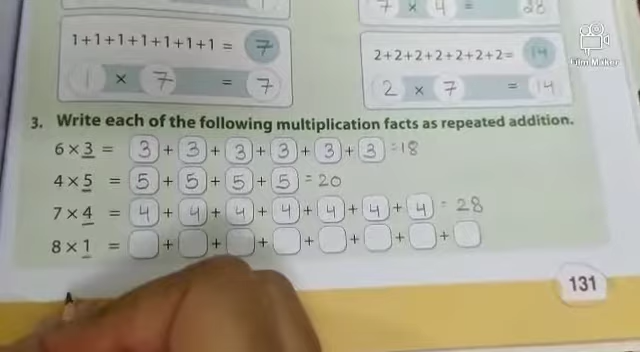 7 × 4 = 28
1+1+1+1+1+1+1 = 7
1 × 7 = 7
2+2+2+2+2+2+2= 14
2 × 7 = 14
Film Maker
3. Write each of the following multiplication facts as repeated addition.
6 × 3 = 3 + 3 + 3 + 3 + 3 + 3 =18
4 × 5 = 5 + 5 + 5 + 5 = 20
7 × 4 = 4 + 4 + 4 + 4 + 4 + 4 + 4 = 28
8 × 1 = + + + + + + +
131